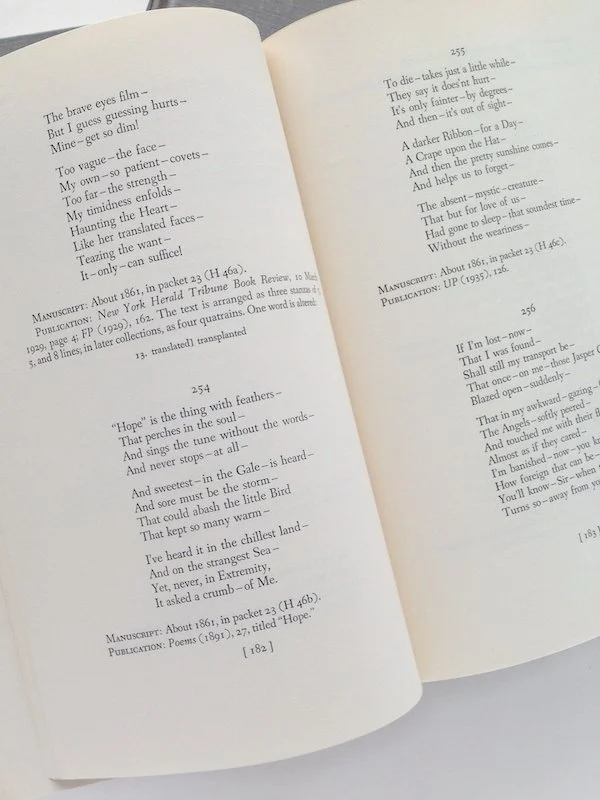 The brave eyes film–
But I guess guessing hurts–
Mine–get so dim!
Too vague–the face–
My own–so patient–covets–
Too far–the strength–
My timidness enfolds–
Haunting the Heart–
Like her translated faces–
Teazing the want–
It–only–can suffice!
MANUSCRIPT: About 1861, in packet 23 (H 46a).
PUBLICATION: New York Herald Tribune Book Review, 10 March
1929, page 4; FP (1929), 162. The text is arranged as three stanzas of
5, and 8 lines; in later collections, as four quatrains. One word is altered:
13. translated] transplanted
254
"Hope" is the thing with feathers–
That perches in the soul–
And sings the tune without the words–
And never stops–at all–
And sweetest–in the Gale–is heard–
And sore must be the storm–
That could abash the little Bird
That kept so many warm–
I've heard it in the chillest land–
And on the strangest Sea–
Yet, never, in Extremity,
It asked a crumb–of Me.
MANUSCRIPT: About 1861, in packet 23 (H 46b).
PUBLICATION: Poems (1891), 27, titled "Hope."
[ 182 ]
255
To die–takes just a little while–
They say it does'nt hurt–
It's only fainter–by degrees–
And then–it's out of sight–
A darker Ribbon–for a Day–
A Crape upon the Hat–
And then the pretty sunshine comes–
And helps us to forget–
The absent–mystic–creature–
That but for love of us–
Had gone to sleep–that soundest time–
Without the weariness–
MANUSCRIPT: About 1861, in packet 23 (H 46c).
PUBLICATION: UP (1935), 126.
256
If I'm lost–now–
That I was found–
Shall still my transport be–
That once–on me–those Jasper
Blazed open–suddenly–
That in my awkward–gazing–
The Angels–softly peered–
And touched me with their
Almost as if they cared–
I'm banished–now–you
How foreign that can be–
You'll know–Sir–when
Turns so–away from
[ 183 ]